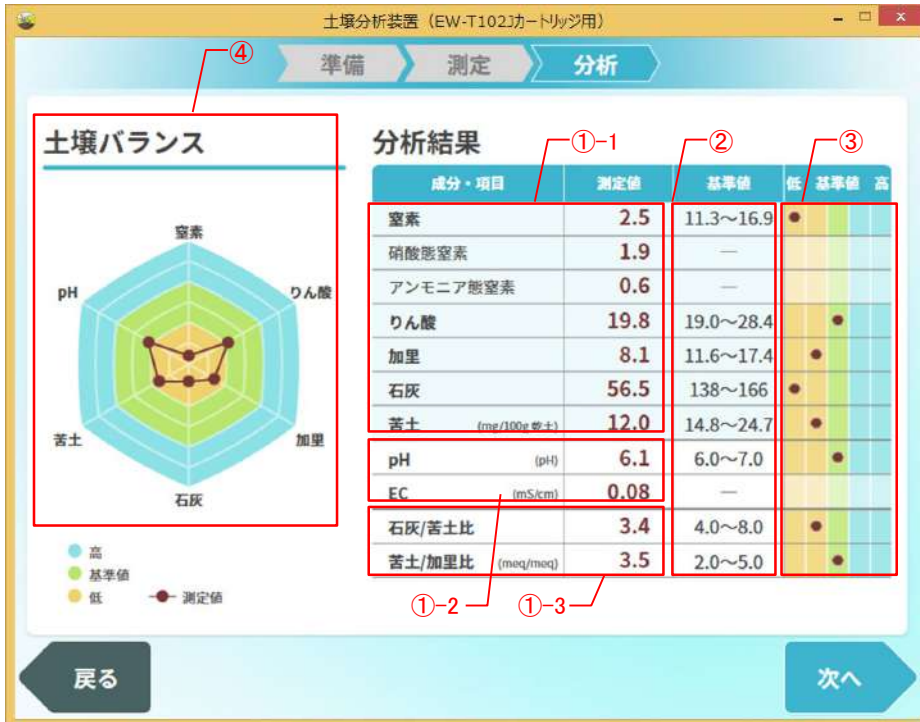 土壌分析装置（EW-T102Jカートリッジ用）
準備 測定 分析
④
土壌バランス
窒素
りん酸
加里
石灰
苦土
pH
高
基準値
低 測定値
分析結果
①-1 ② ③
成分・項目 測定値 基準値 低 基準値 高
窒素 2.5 11.3～16.9
硝酸態窒素 1.9 —
アンモニア態窒素 0.6 —
りん酸 19.8 19.0～28.4
加里 8.1 11.6～17.4
石灰 56.5 138～166
苦土 (mg/100g 乾土) 12.0 14.8～24.7
pH (pH) 6.1 6.0～7.0
EC (mS/cm) 0.08 —
石灰/苦土比 3.4 4.0～8.0
苦土/加里比 (meq/meq) 3.5 2.0～5.0
①-2 ①-3
戻る 次へ